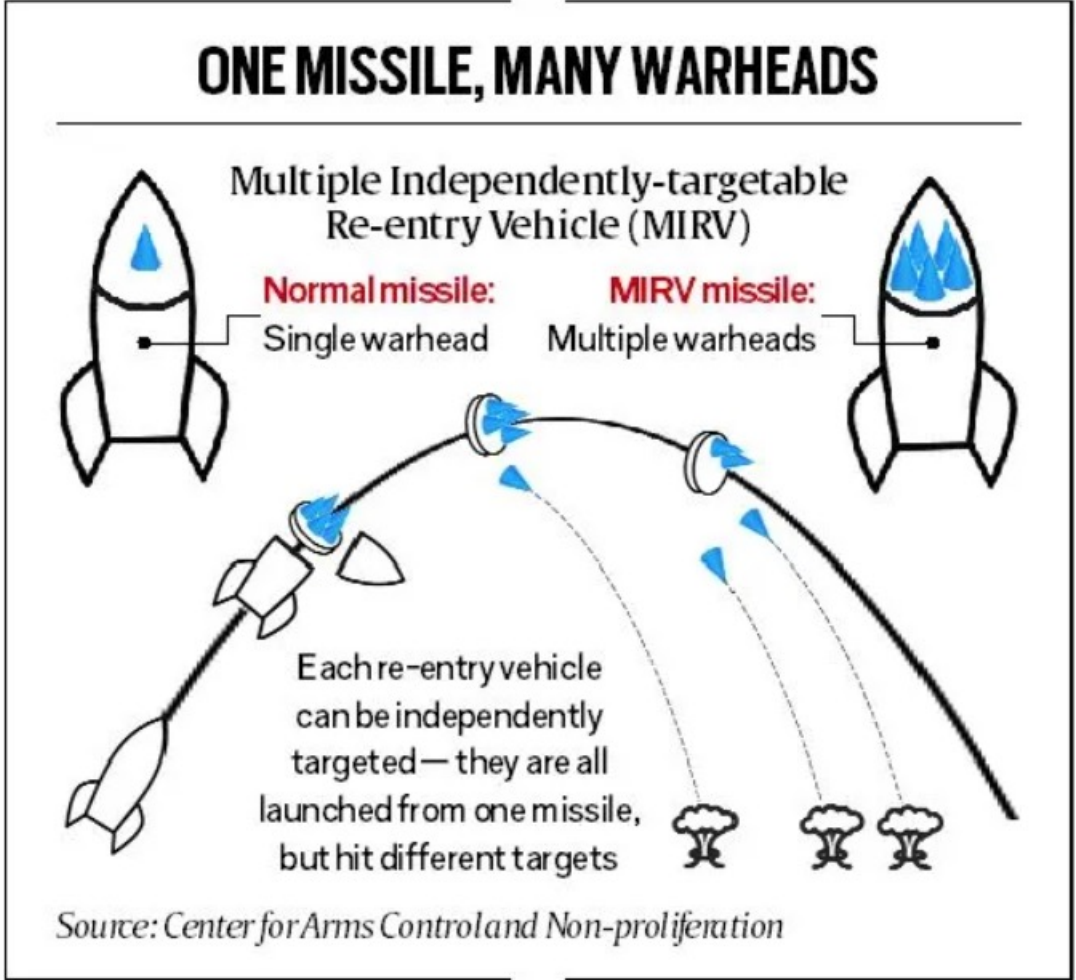 ONE MISSILE, MANY WARHEADS
Multiple Independently-targetable
Re-entry Vehicle (MIRV)
Normal missile:
Single warhead
MIRV missile:
Multiple warheads
Each re-entry vehicle
can be independently
targeted — they are all
launched from one missile,
but hit different targets
Source: Center for Arms Control and Non-proliferation